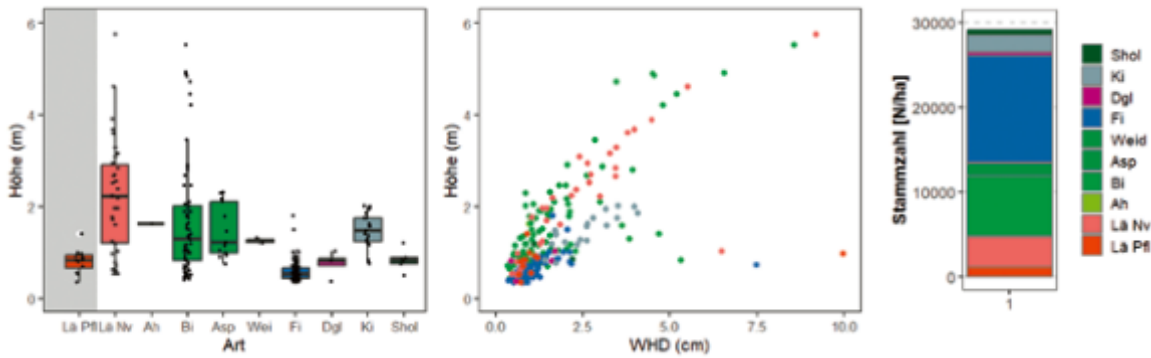 6
4
2
0
Höhe (m)
Lä Pfl Lä Nv Ah Bi Asp Wei Fi Dgl Ki Shol
Art
6
4
2
0
Höhe (m)
0.0 2.5 5.0 7.5 10.0
WHD (cm)
30000
20000
10000
0
Stammzahl [N/ha]
1
Shol
Ki
Dgl
Fi
Weid
Asp
Bi
Ah
Lä Nv
Lä Pfl